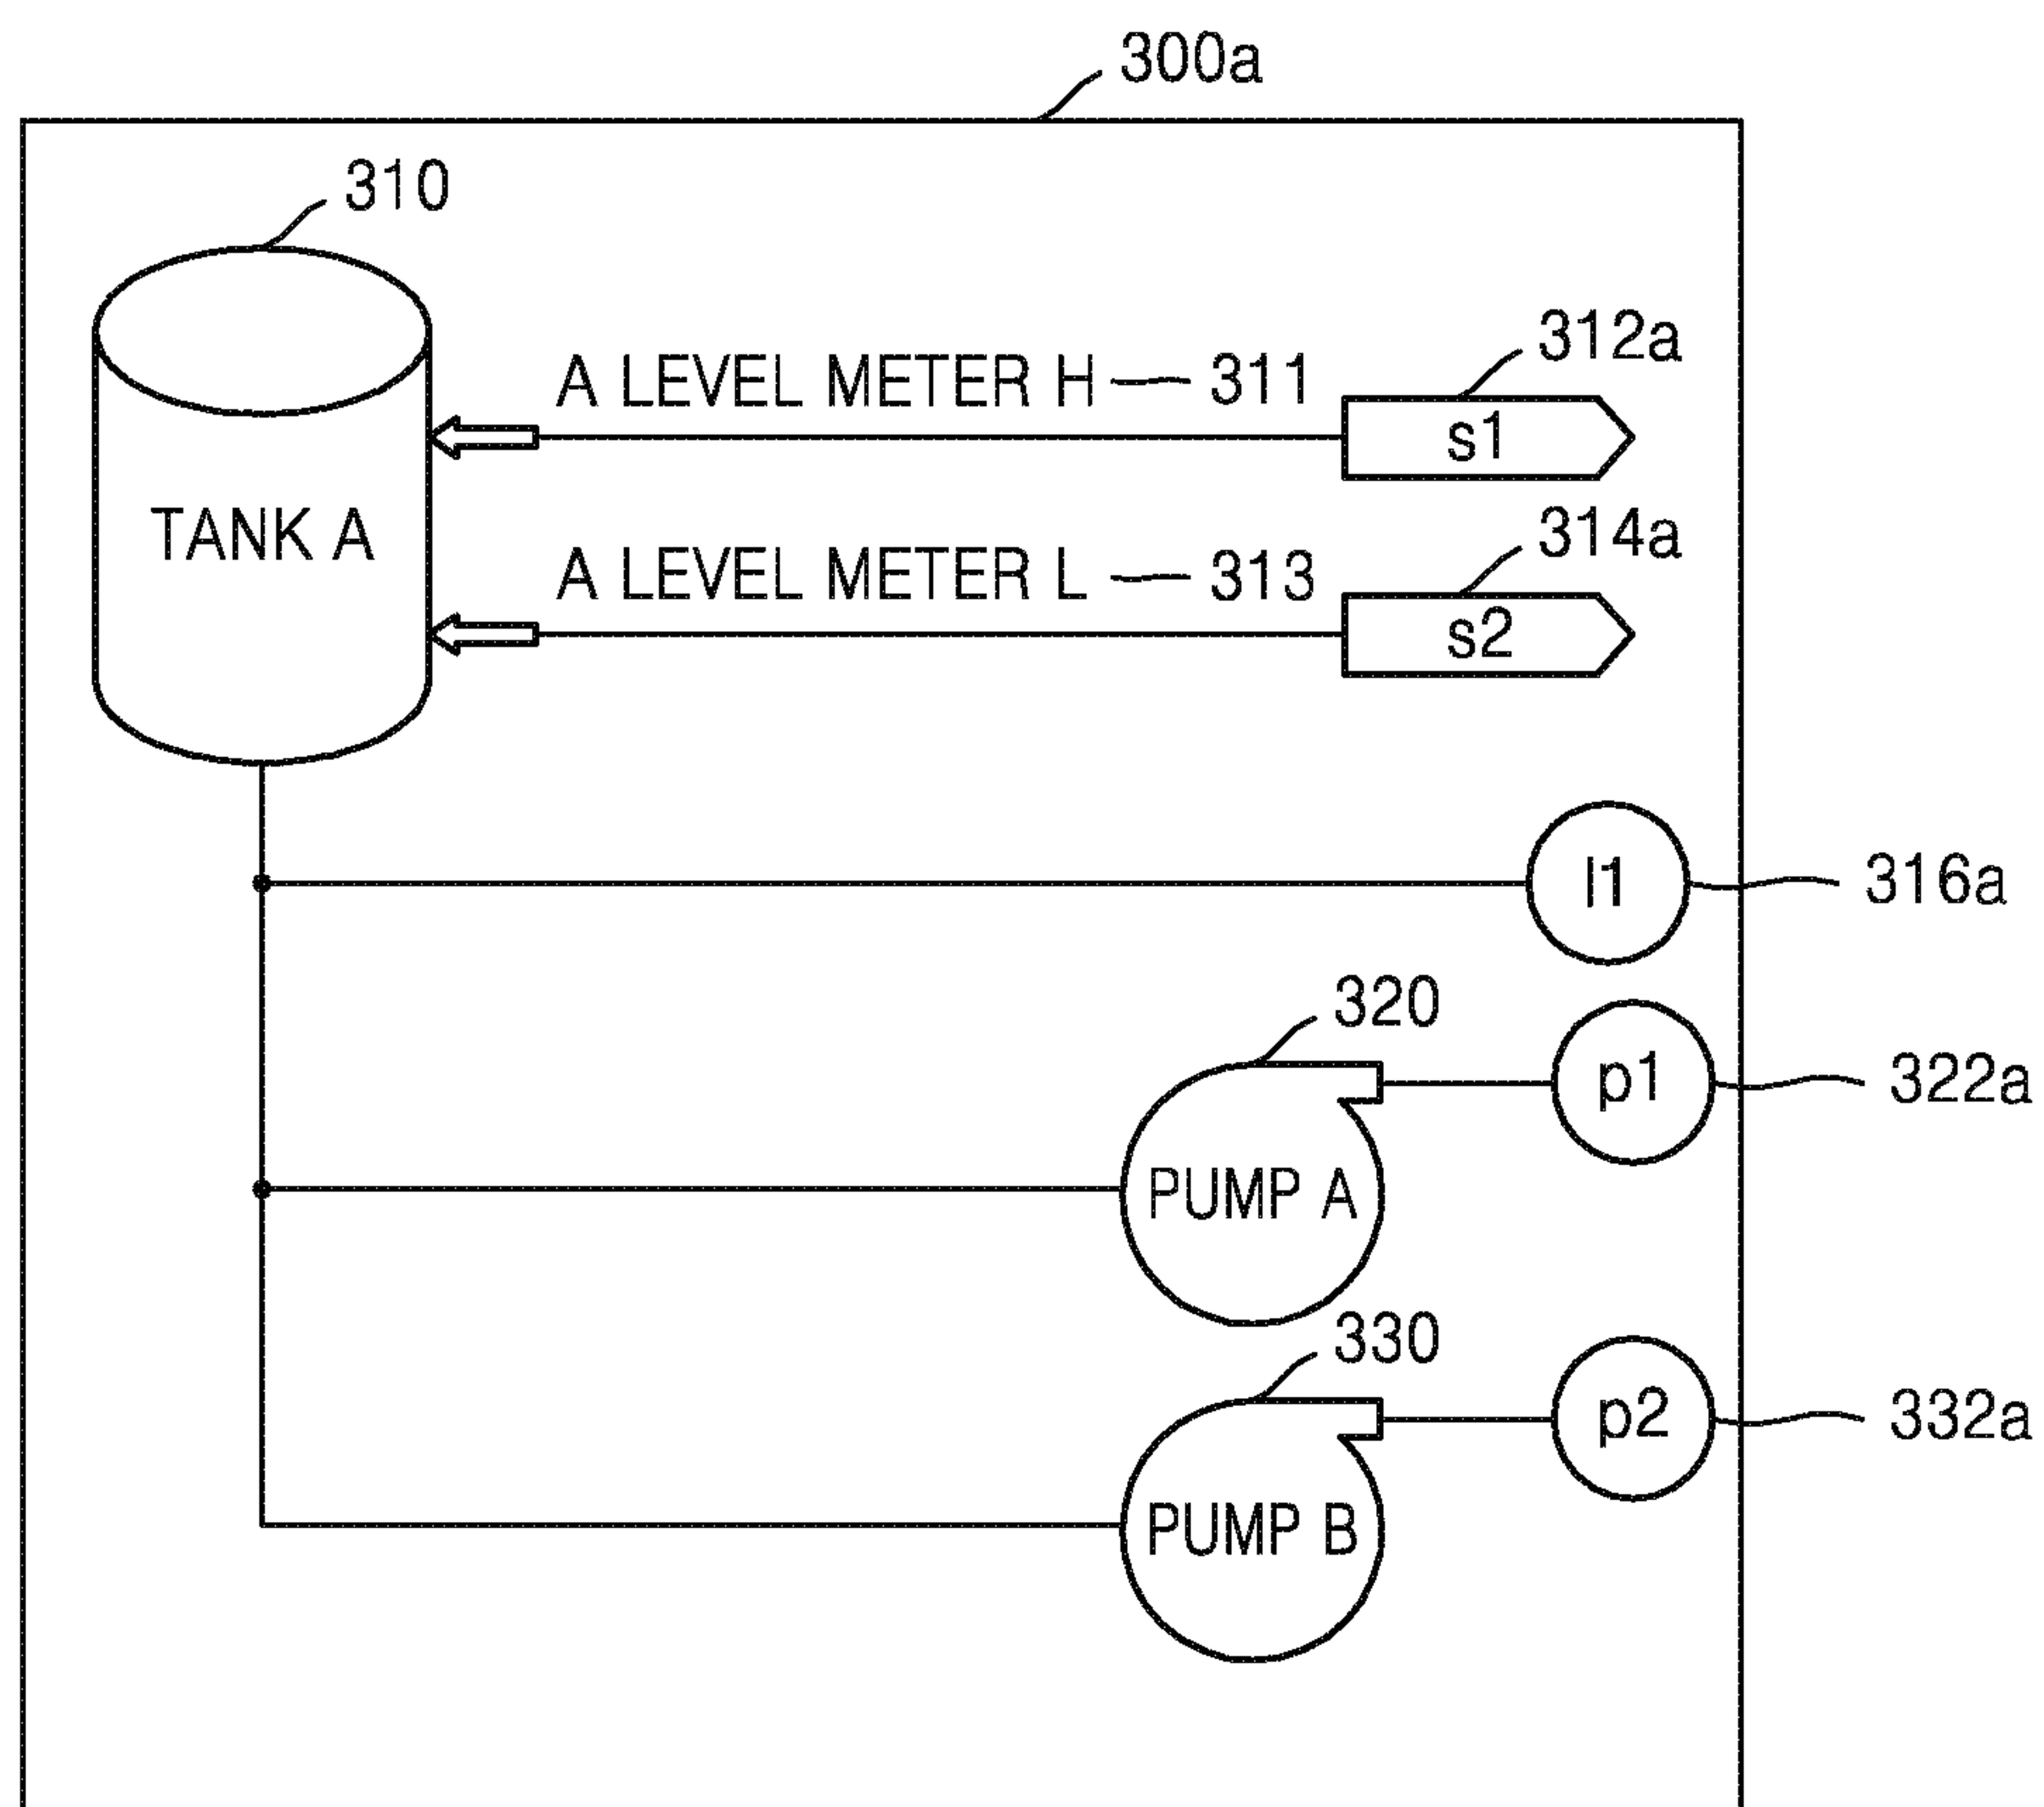 300a
310
312a
A LEVEL METER H 311
s1
TANK A
314a
A LEVEL METER L 313
s2
l1 316a
320
p1 322a
PUMP A
330
p2 332a
PUMP B